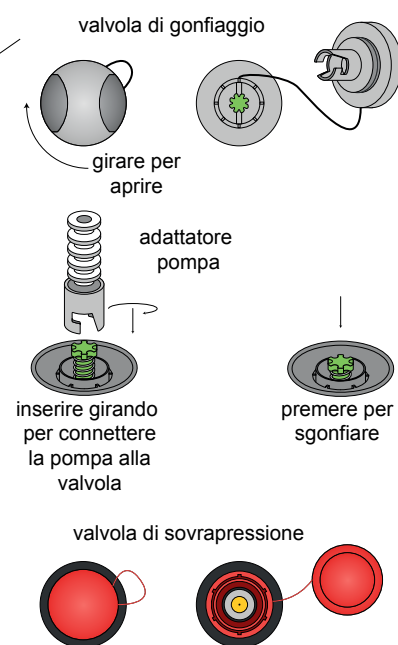 valvola di gonfiaggio
girare per
aprire
adattatore
pompa
inserire girando
per connettere
la pompa alla
valvola
premere per
sgonfiare
valvola di sovrapressione